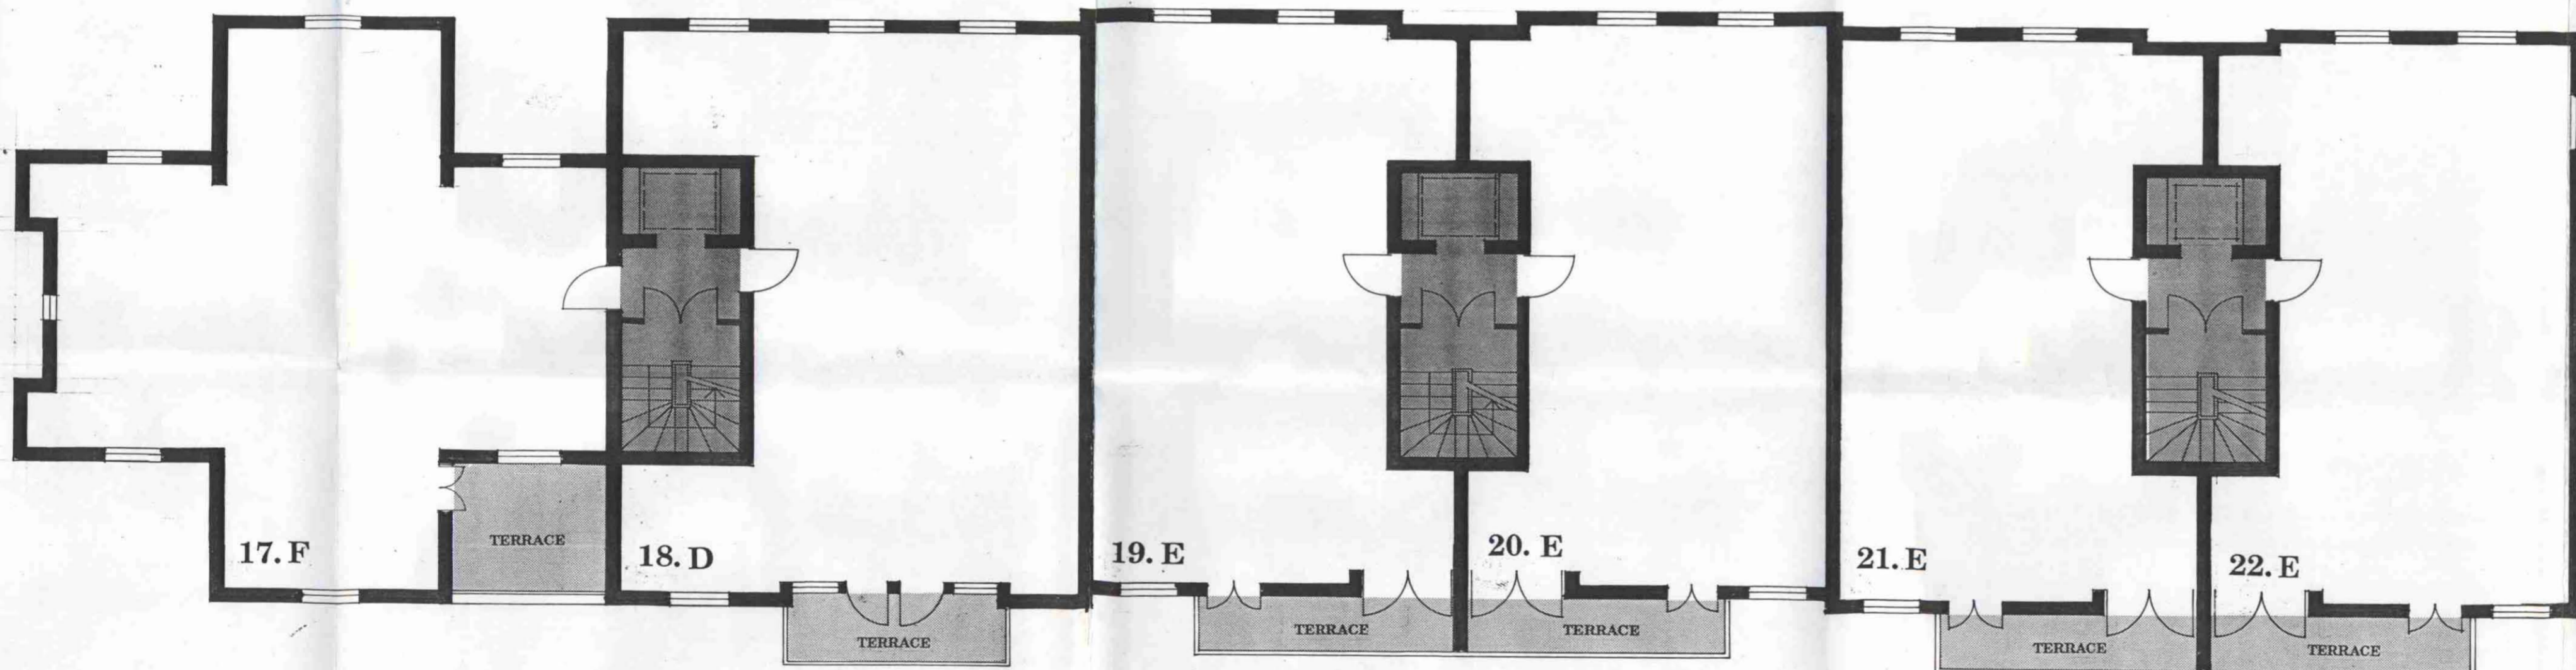 17. F
TERRACE
18. D
TERRACE
19. E
TERRACE
20. E
TERRACE
21. E
TERRACE
22. E
TERRACE